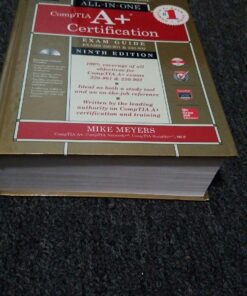 ALL-IN-ONE
CompTIA
A+
Certification
EXAM GUIDE
NINTH EDITION
100% coverage of all
objectives for
CompTIA A+ exams
220-901 & 220-902
Ideal as both a study tool
and an on-the-job reference
Written by the leading
authority on CompTIA A+
certification and training
MIKE MEYERS
#1